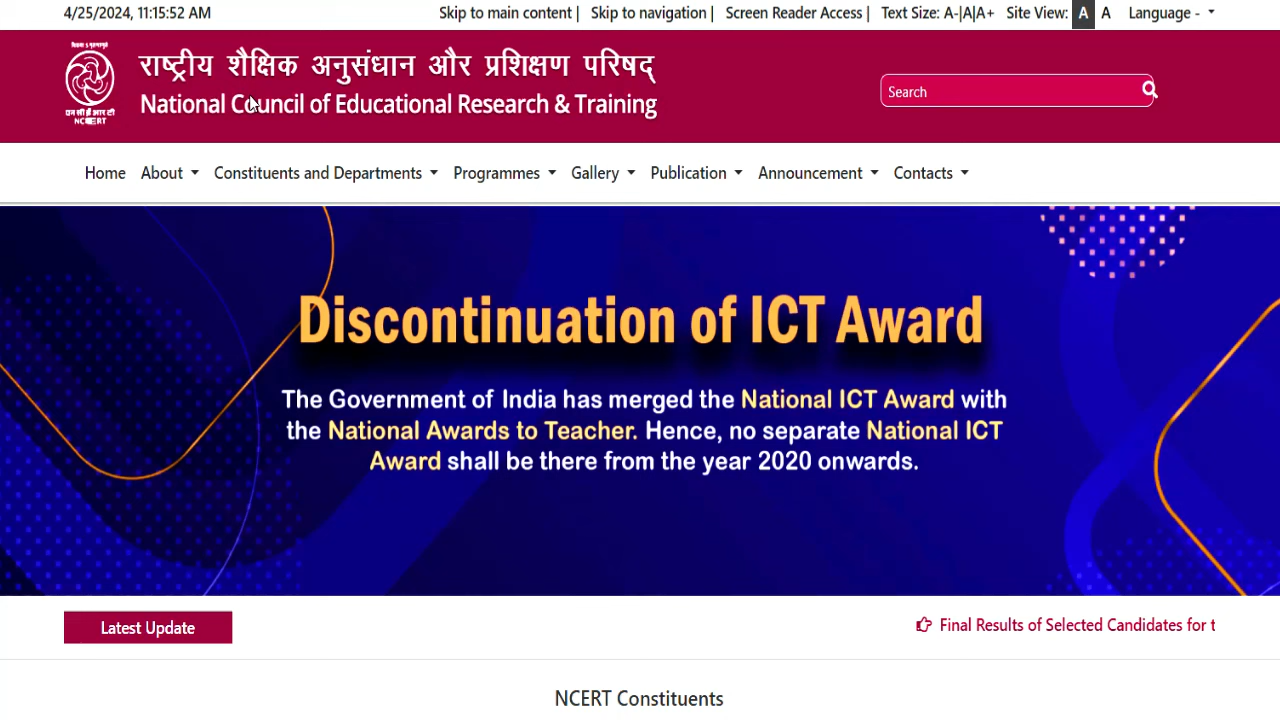 4/25/2024, 11:15:52 AM
Skip to main content | Skip to navigation | Screen Reader Access | Text Size: A-|A|A+ Site View: A A Language -
राष्ट्रीय शैक्षिक अनुसंधान और प्रशिक्षण परिषद्
National Council of Educational Research & Training
एन सी ई आर टी
NCERT
Search
Home About Constituents and Departments Programmes Gallery Publication Announcement Contacts
Discontinuation of ICT Award
The Government of India has merged the National ICT Award with
the National Awards to Teacher. Hence, no separate National ICT
Award shall be there from the year 2020 onwards.
Latest Update
Final Results of Selected Candidates for t
NCERT Constituents